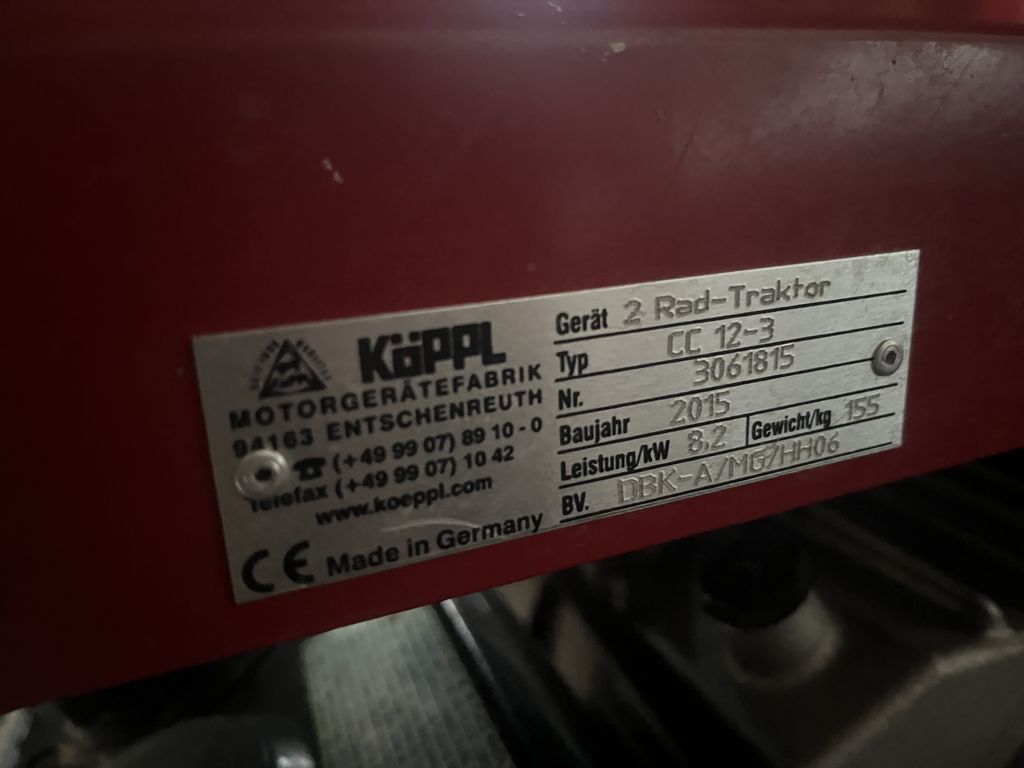 KÖPPL
MOTORGERÄTEFABRIK
94163 ENTSCHENREUTH
☎ (+49 99 07) 89 10 - 0
Telefax (+49 99 07) 10 42
www.koeppl.com
CE Made in Germany
Gerät 2 Rad-Traktor
Typ CC 12-3
Nr. 3061815
Baujahr 2015
Leistung/kW 8,2 Gewicht/kg 155
BV. DBK-A/MG/HH06